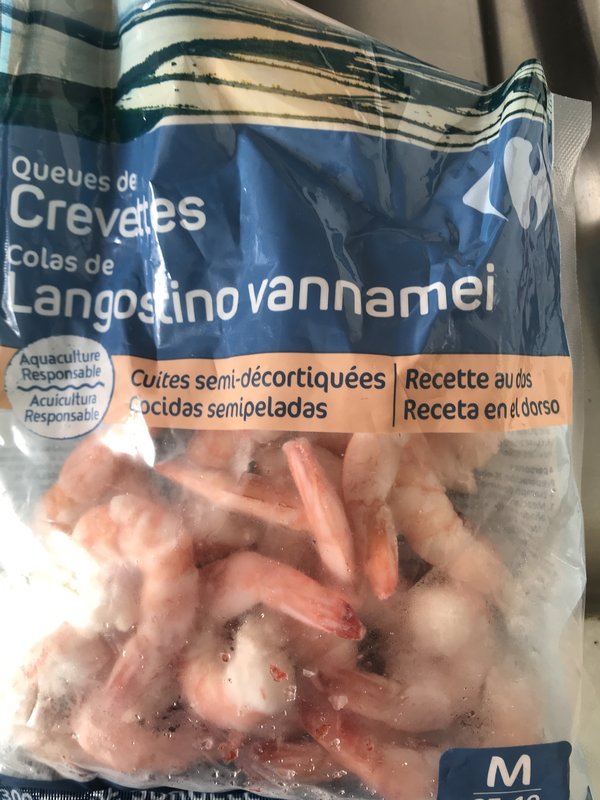 Queues de
Crevettes
Colas de
Langostino vannamei
Aquaculture
Responsable
Acuicultura
Responsable
Cuites semi-décortiquées
Cocidas semipeladas
Recette au dos
Receta en el dorso
M